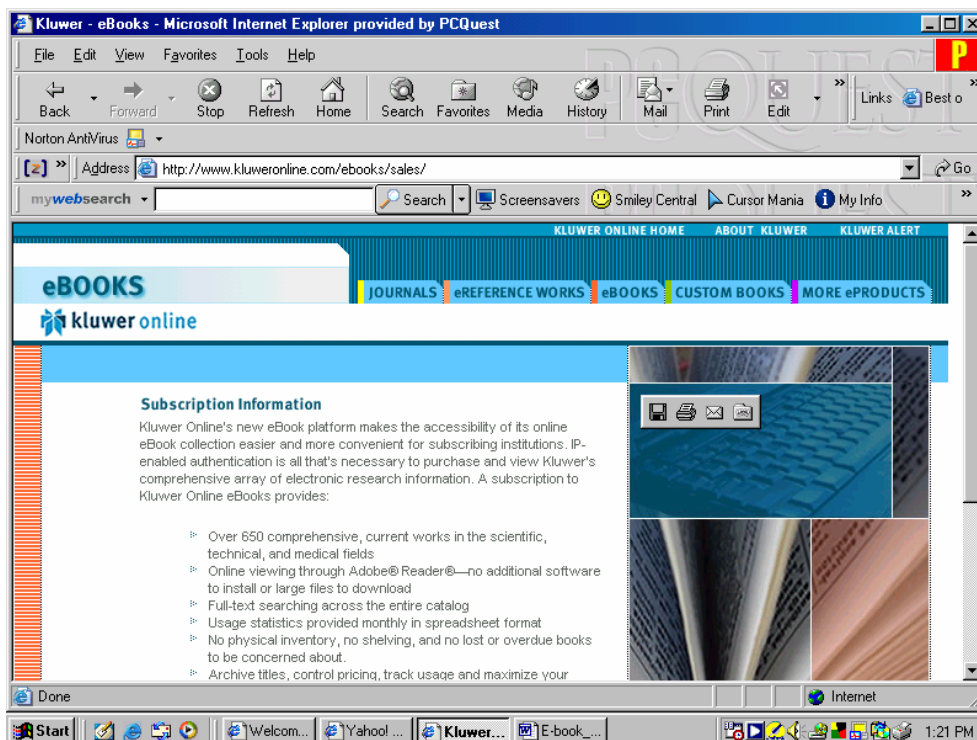 Kluwer - eBooks - Microsoft Internet Explorer provided by PCQuest
File Edit View Favorites Tools Help
PCQUEST
P
Back Forward Stop Refresh Home Search Favorites Media History Mail Print Edit » Links Best o »
Norton AntiVirus
[z] » Address http://www.kluweronline.com/ebooks/sales/ Go
mywebsearch Search Screensavers Smiley Central Cursor Mania My Info »
KLUWER ONLINE HOME ABOUT KLUWER KLUWER ALERT
eBOOKS
JOURNALS eREFERENCE WORKS eBOOKS CUSTOM BOOKS MORE ePRODUCTS
kluwer online
Subscription Information
Kluwer Online's new eBook platform makes the accessibility of its online
eBook collection easier and more convenient for subscribing institutions. IP-
enabled authentication is all that's necessary to purchase and view Kluwer's
comprehensive array of electronic research information. A subscription to
Kluwer Online eBooks provides:
Over 650 comprehensive, current works in the scientific,
technical, and medical fields
Online viewing through Adobe® Reader®—no additional software
to install or large files to download
Full-text searching across the entire catalog
Usage statistics provided monthly in spreadsheet format
No physical inventory, no shelving, and no lost or overdue books
to be concerned about.
Archive titles, control pricing, track usage and maximize your
Done Internet
Start Welcom... Yahoo! ... Kluwer... E-book_... 1:21 PM